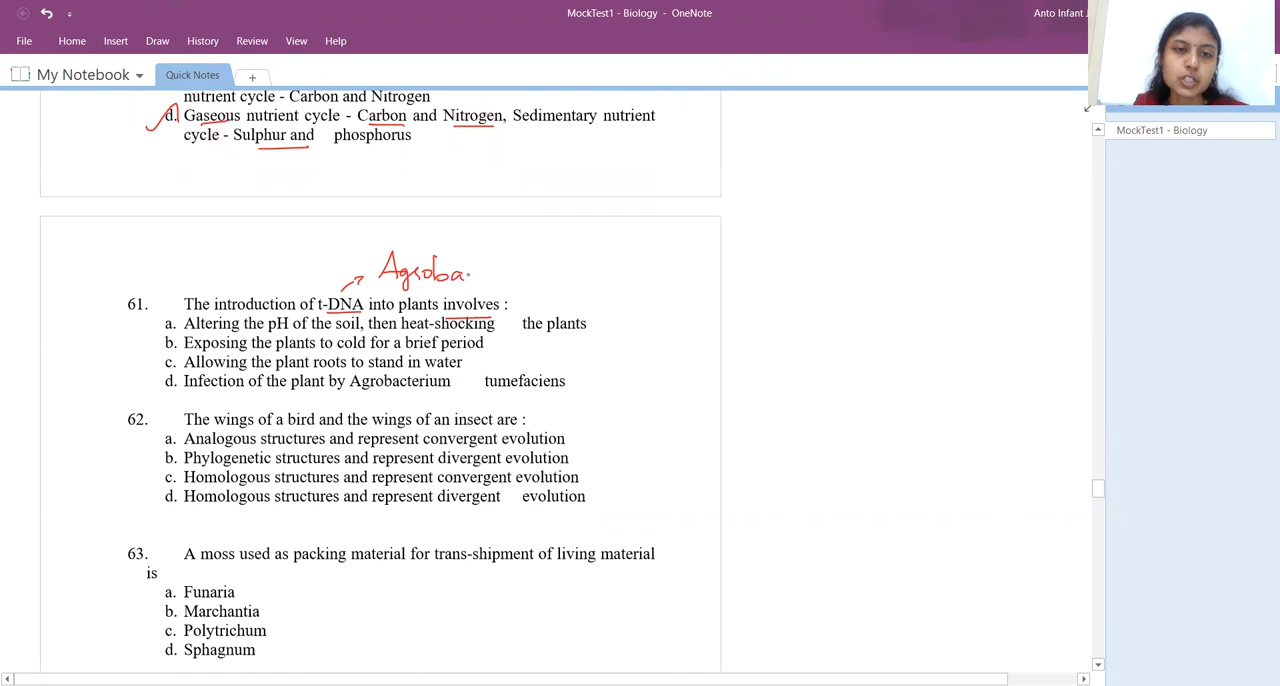 MockTest1 - Biology - OneNote
Anto Infant J
File Home Insert Draw History Review View Help
My Notebook Quick Notes +
MockTest1 - Biology
nutrient cycle - Carbon and Nitrogen
d. Gaseous nutrient cycle - Carbon and Nitrogen, Sedimentary nutrient
cycle - Sulphur and phosphorus
Agroba
61. The introduction of t-DNA into plants involves :
a. Altering the pH of the soil, then heat-shocking the plants
b. Exposing the plants to cold for a brief period
c. Allowing the plant roots to stand in water
d. Infection of the plant by Agrobacterium tumefaciens
62. The wings of a bird and the wings of an insect are :
a. Analogous structures and represent convergent evolution
b. Phylogenetic structures and represent divergent evolution
c. Homologous structures and represent convergent evolution
d. Homologous structures and represent divergent evolution
63. A moss used as packing material for trans-shipment of living material
is
a. Funaria
b. Marchantia
c. Polytrichum
d. Sphagnum